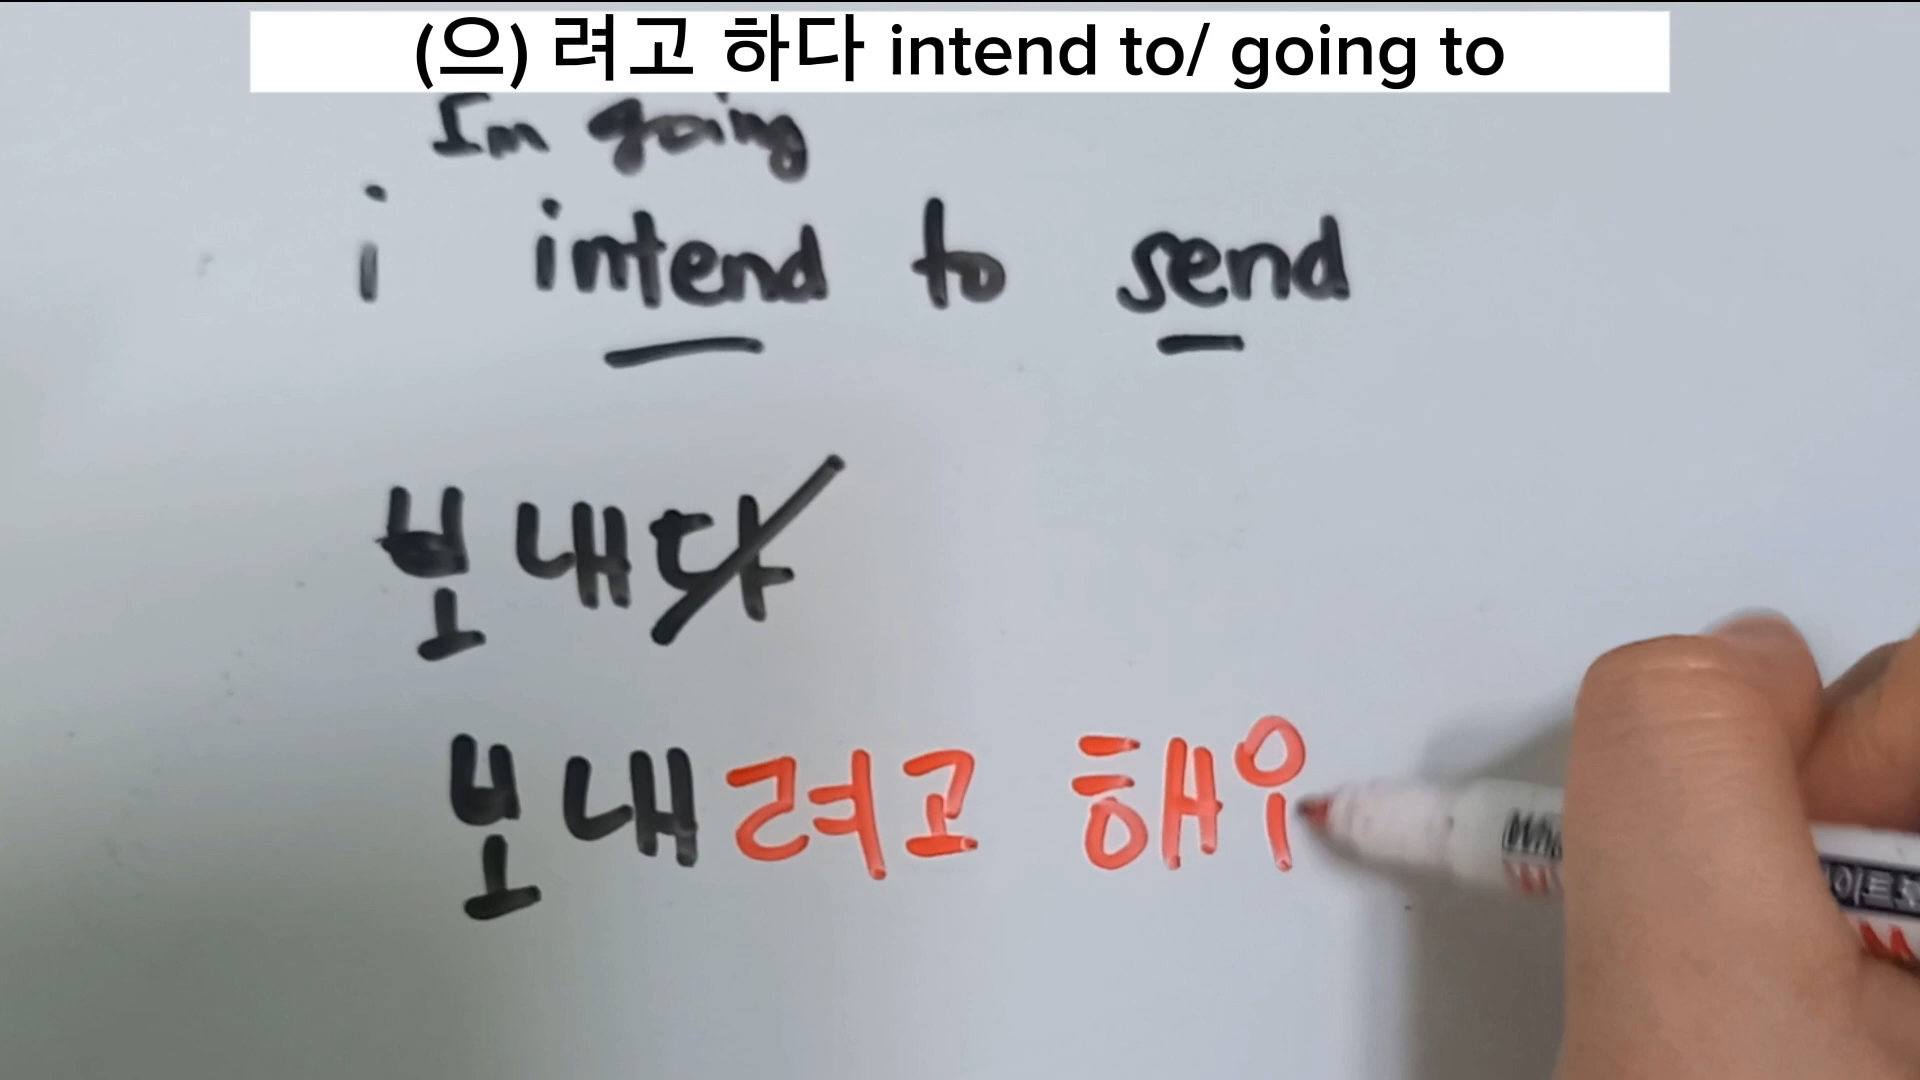 (으) 려고 하다 intend to/ going to
Im going
i intend to send
보내다
보내려고 해요